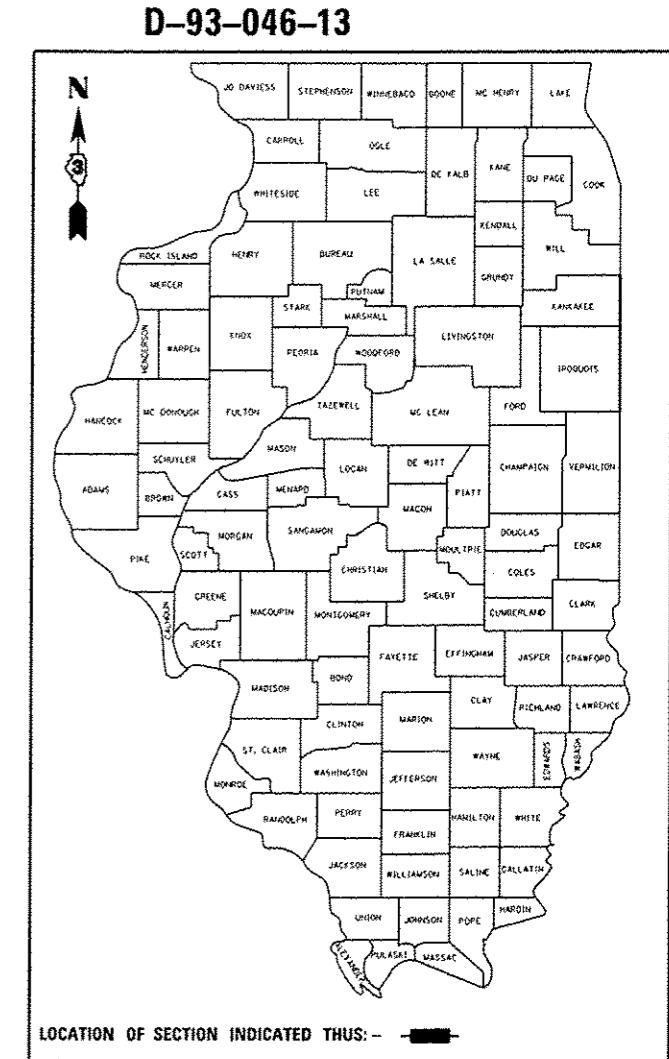 D-93-046-13
N
3
JO DAVIESS STEPHENSON WINNEBAGO BOONE MC HENRY LAKE
CARROLL OGLE
DE KALB KANE DU PAGE COOK
WHITESIDE LEE
KENDALL
WILL
ROCK ISLAND HENRY BUREAU LA SALLE
GRUNDY
MERCER
PUTNAM
KANKAKEE
STARK
MARSHALL
HENDERSON WARREN KNOX PEORIA WOODFORD LIVINGSTON
IROQUOIS
HANCOCK MC DONOUGH FULTON TAZEWELL MC LEAN FORD
MASON
SCHUYLER
LOGAN DE WITT CHAMPAIGN VERMILION
ADAMS BROWN CASS MENARD PIATT
MACON
PIKE SCOTT MORGAN SANGAMON DOUGLAS
MOULTRIE EDGAR
CHRISTIAN COLES
CALHOUN GREENE MACOUPIN MONTGOMERY SHELBY
CUMBERLAND CLARK
JERSEY
FAYETTE EFFINGHAM JASPER CRAWFORD
MADISON BOND
CLAY RICHLAND LAWRENCE
CLINTON MARION
ST. CLAIR WAYNE EDWARDS WABASH
MONROE WASHINGTON JEFFERSON
RANDOLPH PERRY HAMILTON WHITE
FRANKLIN
JACKSON WILLIAMSON SALINE GALLATIN
UNION JOHNSON POPE HARDIN
ALEXANDER PULASKI MASSAC
LOCATION OF SECTION INDICATED THUS: -